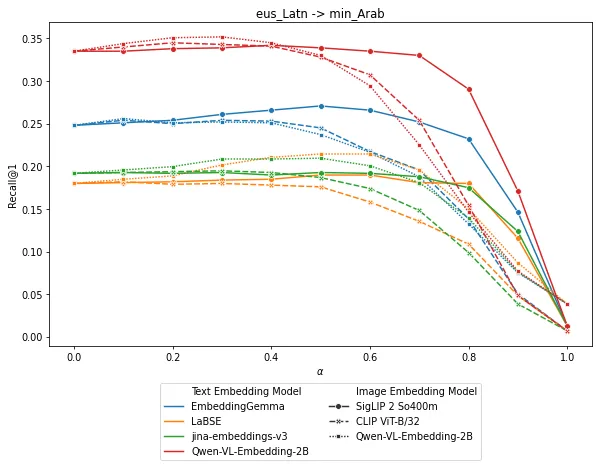 eus_Latn -> min_Arab
Recall@1
0.35
0.30
0.25
0.20
0.15
0.10
0.05
0.00
0.0 0.2 0.4 0.6 0.8 1.0
α
Text Embedding Model Image Embedding Model
EmbeddingGemma SigLIP 2 So400m
LaBSE CLIP ViT-B/32
jina-embeddings-v3 Qwen-VL-Embedding-2B
Qwen-VL-Embedding-2B